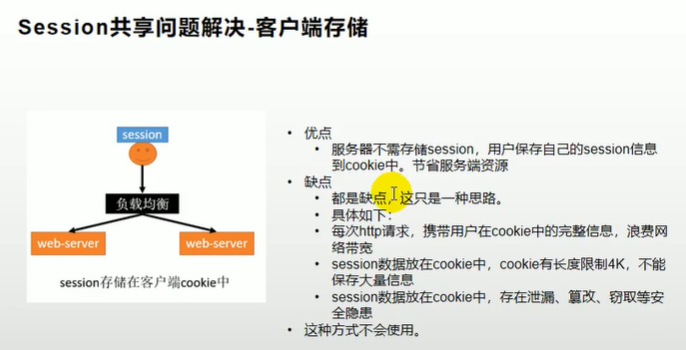 Session共享问题解决-客户端存储
session
负载均衡
web-server
web-server
session存储在客户端cookie中
优点
服务器不需存储session，用户保存自己的session信息
到cookie中。节省服务端资源
缺点
都是缺点，这只是一种思路。
具体如下：
每次http请求，携带用户在cookie中的完整信息，浪费网
络带宽
session数据放在cookie中，cookie有长度限制4K，不能
保存大量信息
session数据放在cookie中，存在泄漏、篡改、窃取等安
全隐患
这种方式不会使用。